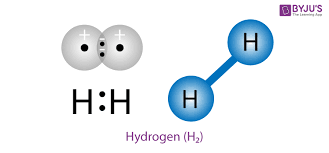 BYJU'S
The Learning App
+ +
H:H
H
H
Hydrogen (H₂)